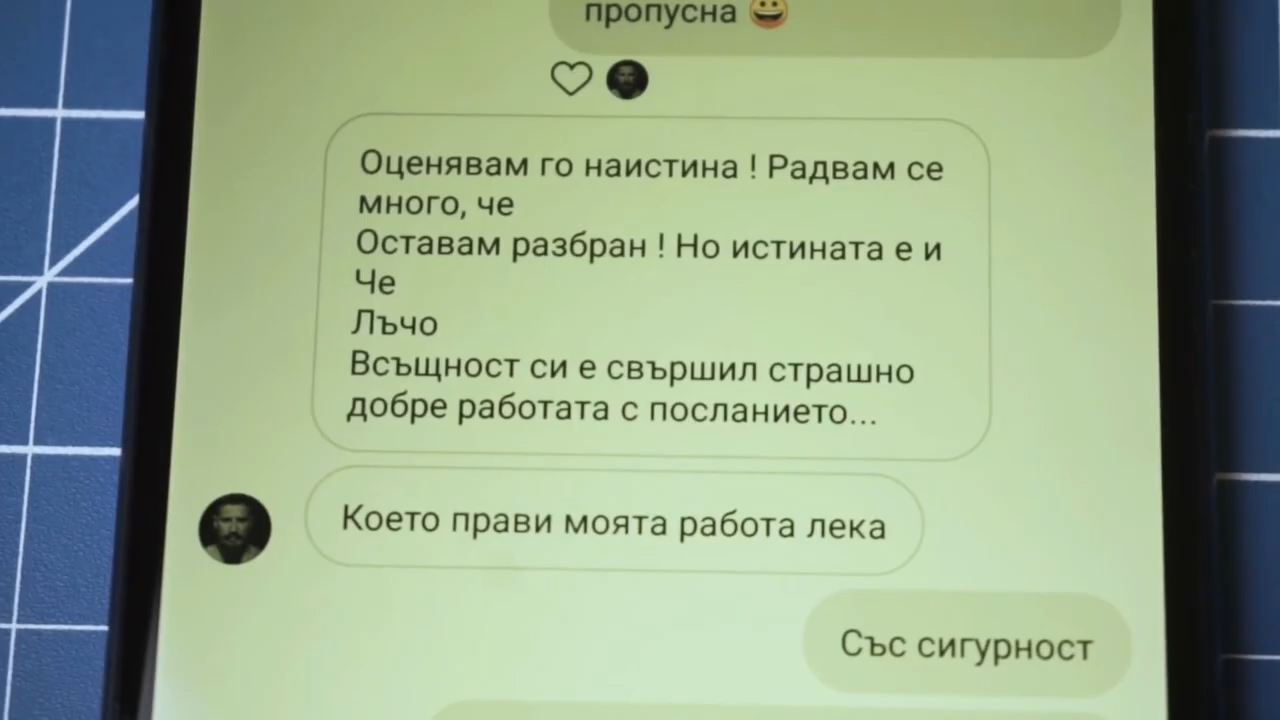 пропусна 😀
Оценявам го наистина ! Радвам се
много, че
Оставам разбран ! Но истината е и
Че
Лъчо
Всъщност си е свършил страшно
добре работата с посланието...
Което прави моята работа лека
Със сигурност